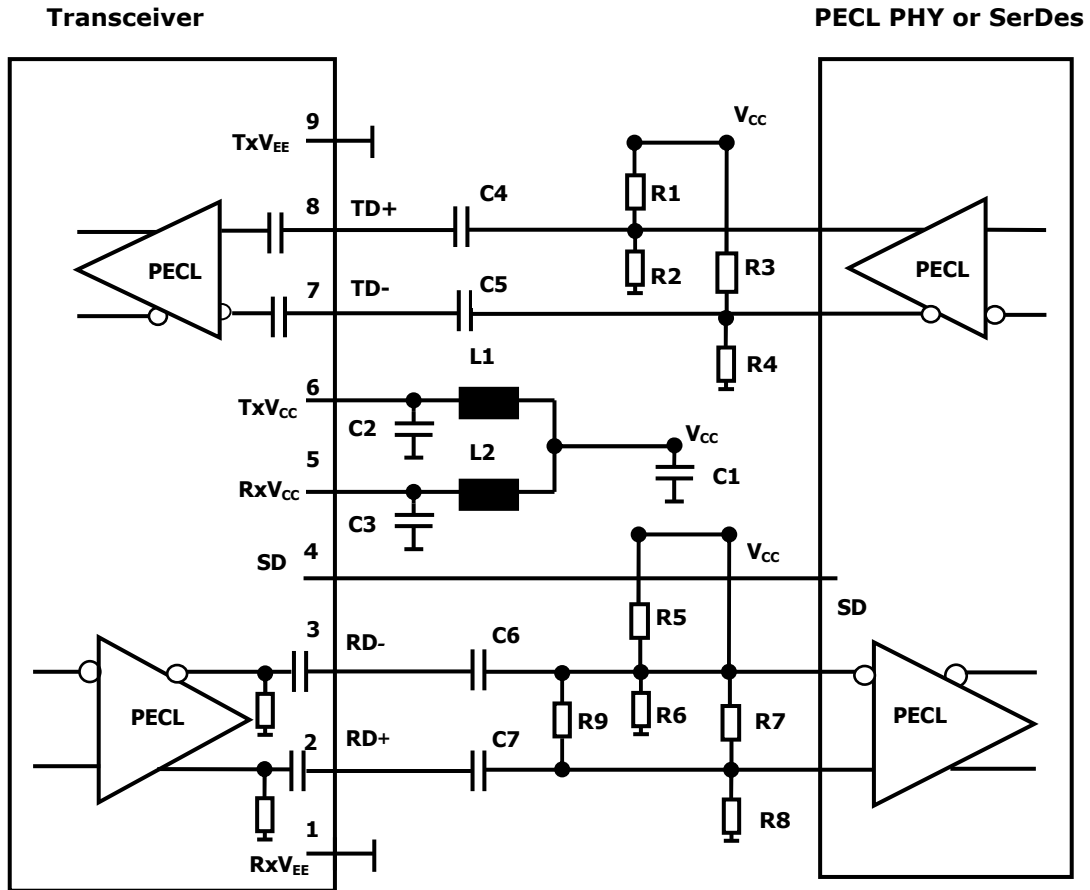 Transceiver
PECL PHY or SerDes
9
TxVEE
VCC
8
TD+
C4
R1
PECL
R2
R3
PECL
7
TD-
C5
R4
L1
6
TxVCC
C2
VCC
L2
5
C1
RxVCC
C3
SD
4
VCC
SD
3
RD-
C6
R5
PECL
R9
R6
R7
PECL
2
RD+
C7
R8
1
RxVEE